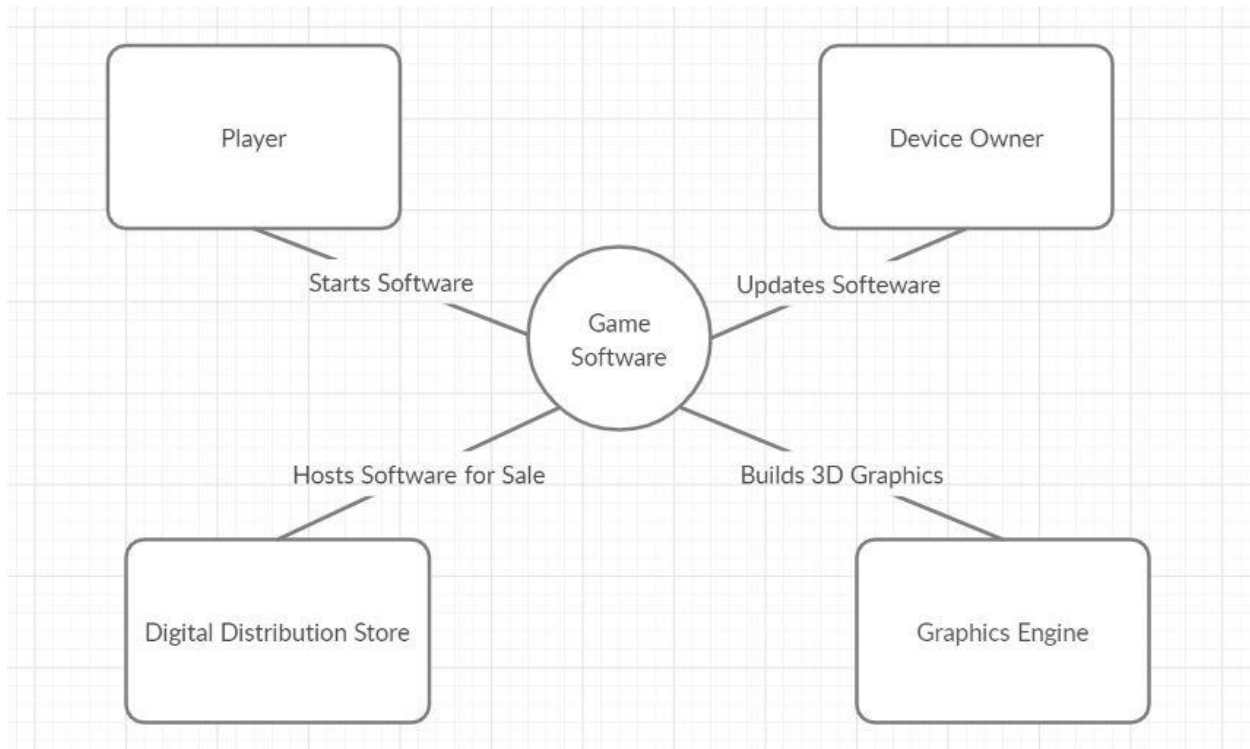 Player
Device Owner
Starts Software
Updates Softeware
Game
Software
Hosts Software for Sale
Builds 3D Graphics
Digital Distribution Store
Graphics Engine